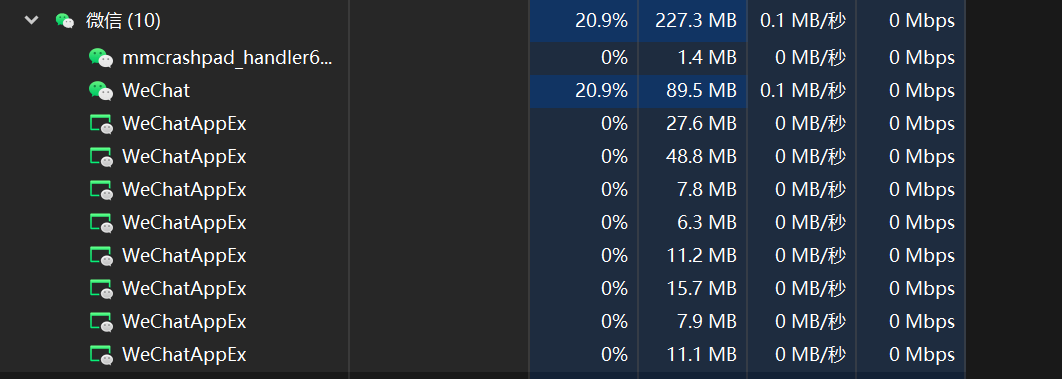 微信 (10) 20.9% 227.3 MB 0.1 MB/秒 0 Mbps
mmcrashpad_handler6... 0% 1.4 MB 0 MB/秒 0 Mbps
WeChat 20.9% 89.5 MB 0.1 MB/秒 0 Mbps
WeChatAppEx 0% 27.6 MB 0 MB/秒 0 Mbps
WeChatAppEx 0% 48.8 MB 0 MB/秒 0 Mbps
WeChatAppEx 0% 7.8 MB 0 MB/秒 0 Mbps
WeChatAppEx 0% 6.3 MB 0 MB/秒 0 Mbps
WeChatAppEx 0% 11.2 MB 0 MB/秒 0 Mbps
WeChatAppEx 0% 15.7 MB 0 MB/秒 0 Mbps
WeChatAppEx 0% 7.9 MB 0 MB/秒 0 Mbps
WeChatAppEx 0% 11.1 MB 0 MB/秒 0 Mbps